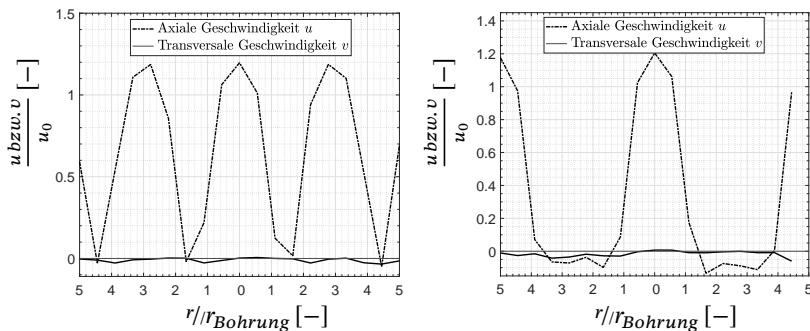 1.5
1
0.5
0
u bzw. v
u0
[−]
Axiale Geschwindigkeit u
Transversale Geschwindigkeit v
5 4 3 2 1 0 1 2 3 4 5
r//rBohrung [−]
1.4
1.2
1
0.8
0.6
0.4
0.2
0
u bzw. v
u0
[−]
Axiale Geschwindigkeit u
Transversale Geschwindigkeit v
5 4 3 2 1 0 1 2 3 4 5
r//rBohrung [−]